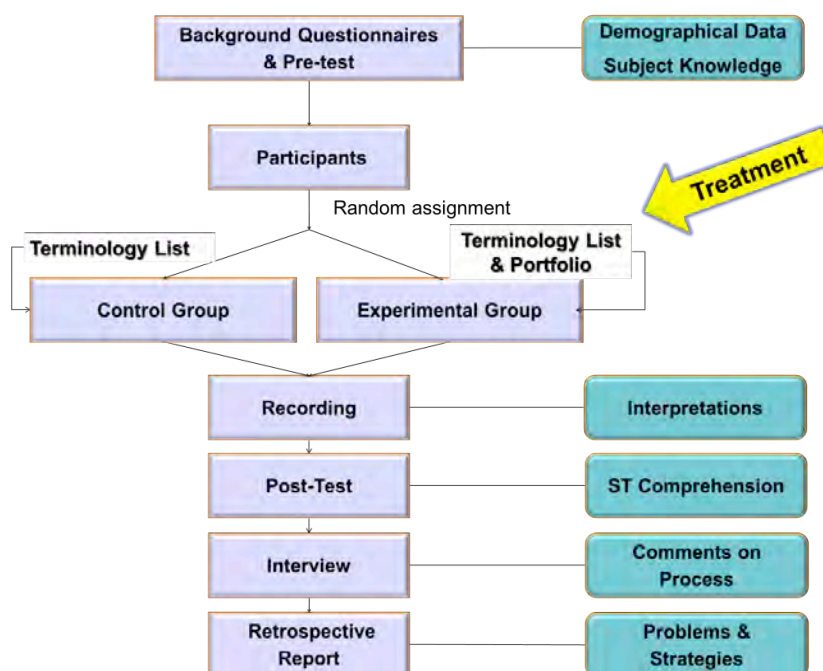 Background Questionnaires
& Pre-test
Demographical Data
Subject Knowledge
Participants
Treatment
Random assignment
Terminology List
Terminology List
& Portfolio
Control Group
Experimental Group
Recording
Interpretations
Post-Test
ST Comprehension
Interview
Comments on
Process
Retrospective
Report
Problems &
Strategies